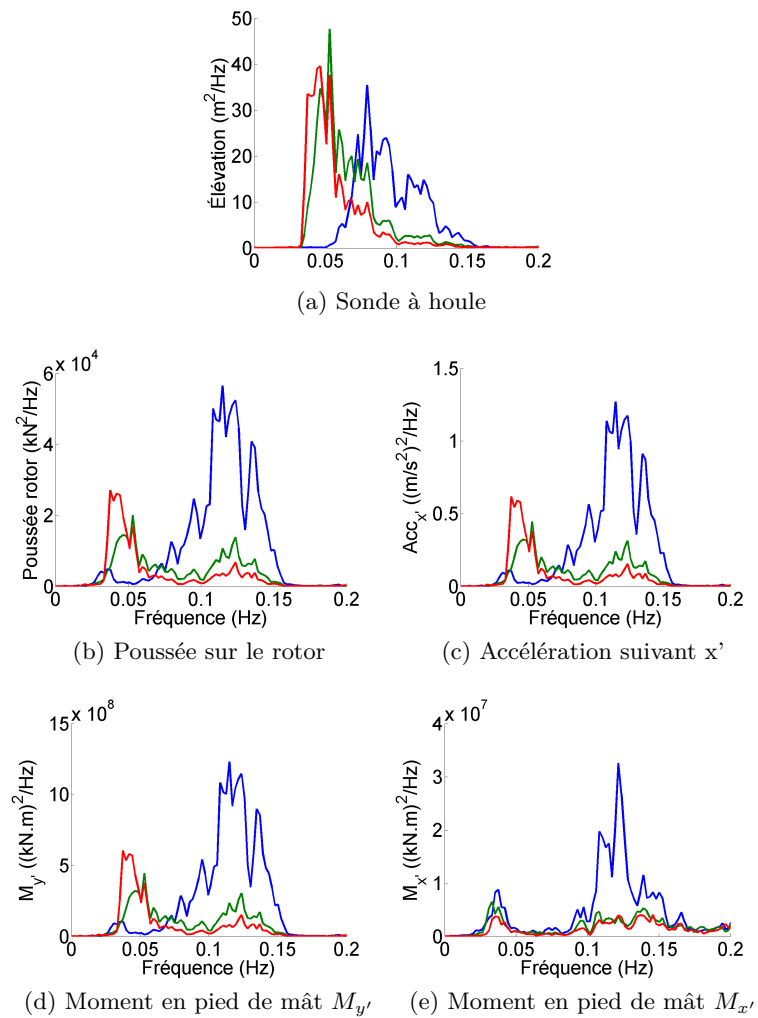 50
40
30
20
10
0
Élévation (m²/Hz)
0 0.05 0.1 0.15 0.2
(a) Sonde à houle
x 10⁴
6
4
2
0
Poussée rotor (kN²/Hz)
0 0.05 0.1 0.15 0.2
Fréquence (Hz)
(b) Poussée sur le rotor
1.5
1
0.5
0
Acc_x' ((m/s²)²/Hz)
0 0.05 0.1 0.15 0.2
Fréquence (Hz)
(c) Accélération suivant x'
x 10⁸
15
10
5
0
M_y' ((kN.m)²/Hz)
0 0.05 0.1 0.15 0.2
Fréquence (Hz)
(d) Moment en pied de mât M_y'
x 10⁷
4
3
2
1
0
M_x' ((kN.m)²/Hz)
0 0.05 0.1 0.15 0.2
Fréquence (Hz)
(e) Moment en pied de mât M_x'